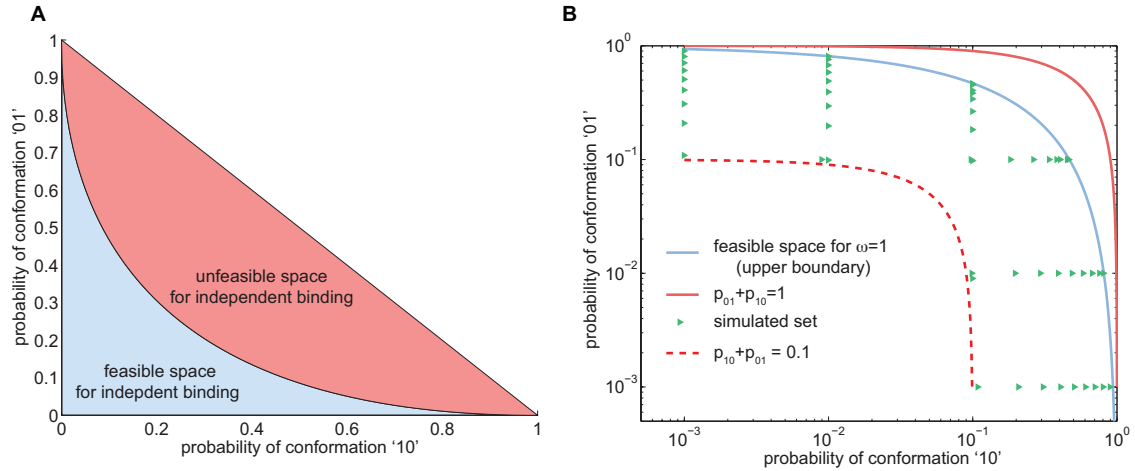 A
probability of conformation '01'
1
0.9
0.8
0.7
0.6
0.5
0.4
0.3
0.2
0.1
0
unfeasible space
for independent binding
feasible space
for indepdent binding
0
0.2
0.4
0.6
0.8
1
probability of conformation '10'
B
probability of conformation '01'
10⁰
10⁻¹
10⁻²
10⁻³
feasible space for ω=1
(upper boundary)
p₀₁+p₁₀=1
simulated set
p₁₀+p₀₁ = 0.1
10⁻³
10⁻²
10⁻¹
10⁰
probability of conformation '10'